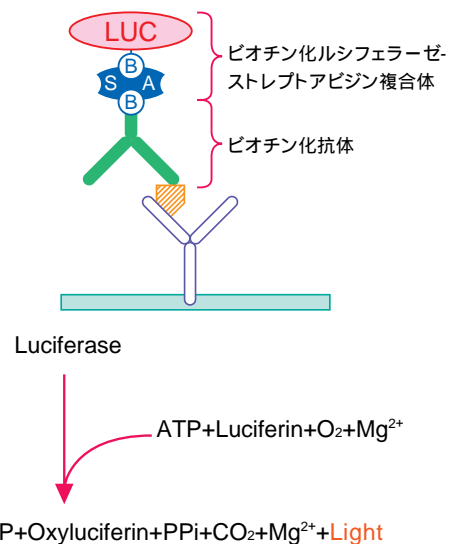 LUC
B
S A
B
ビオチン化ルシフェラーゼ-
ストレプトアビジン複合体
ビオチン化抗体
Luciferase
ATP+Luciferin+O₂+Mg²⁺
P+Oxyluciferin+PPi+CO₂+Mg²⁺+Light